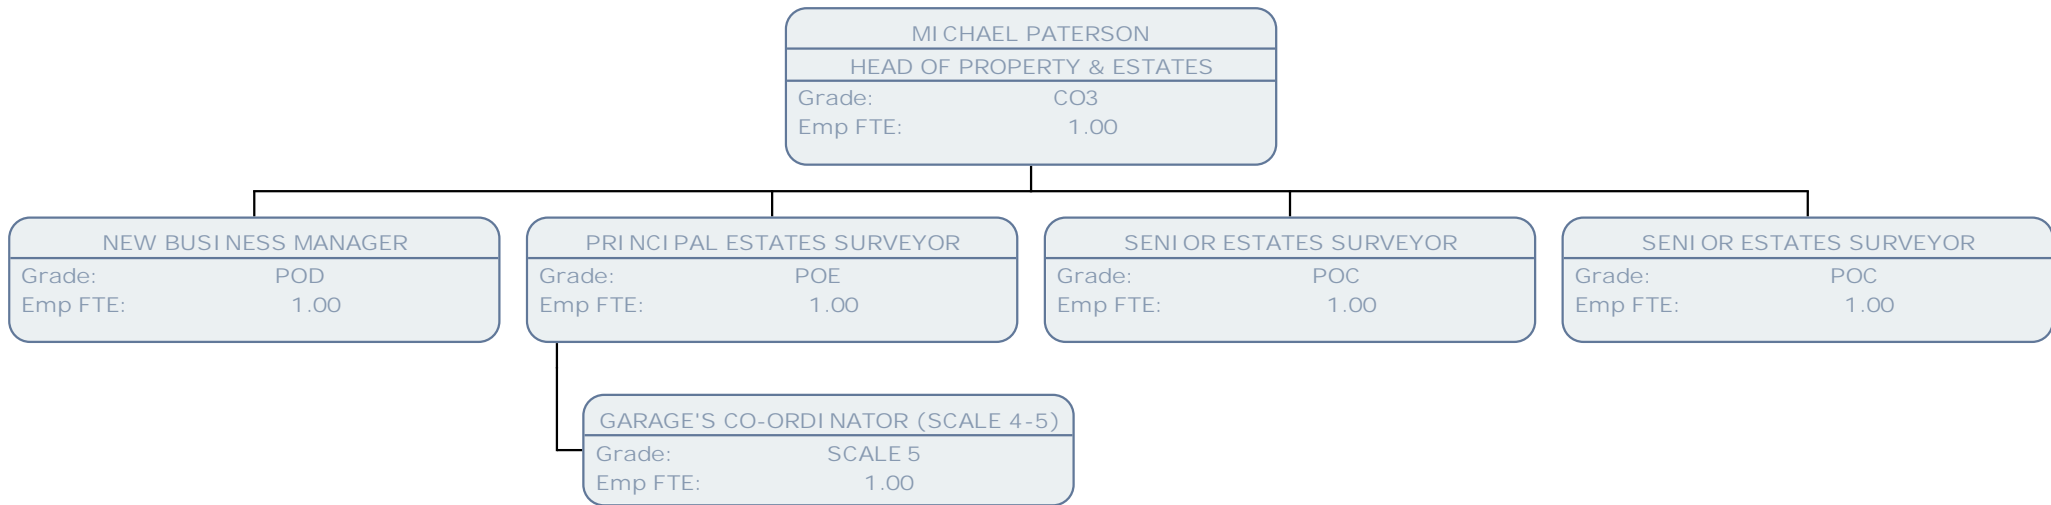 MICHAEL PATERSON
HEAD OF PROPERTY & ESTATES
Grade: CO3
Emp FTE: 1.00
NEW BUSINESS MANAGER
Grade: POD
Emp FTE: 1.00
PRINCIPAL ESTATES SURVEYOR
Grade: POE
Emp FTE: 1.00
SENIOR ESTATES SURVEYOR
Grade: POC
Emp FTE: 1.00
SENIOR ESTATES SURVEYOR
Grade: POC
Emp FTE: 1.00
GARAGE'S CO-ORDINATOR (SCALE 4-5)
Grade: SCALE 5
Emp FTE: 1.00